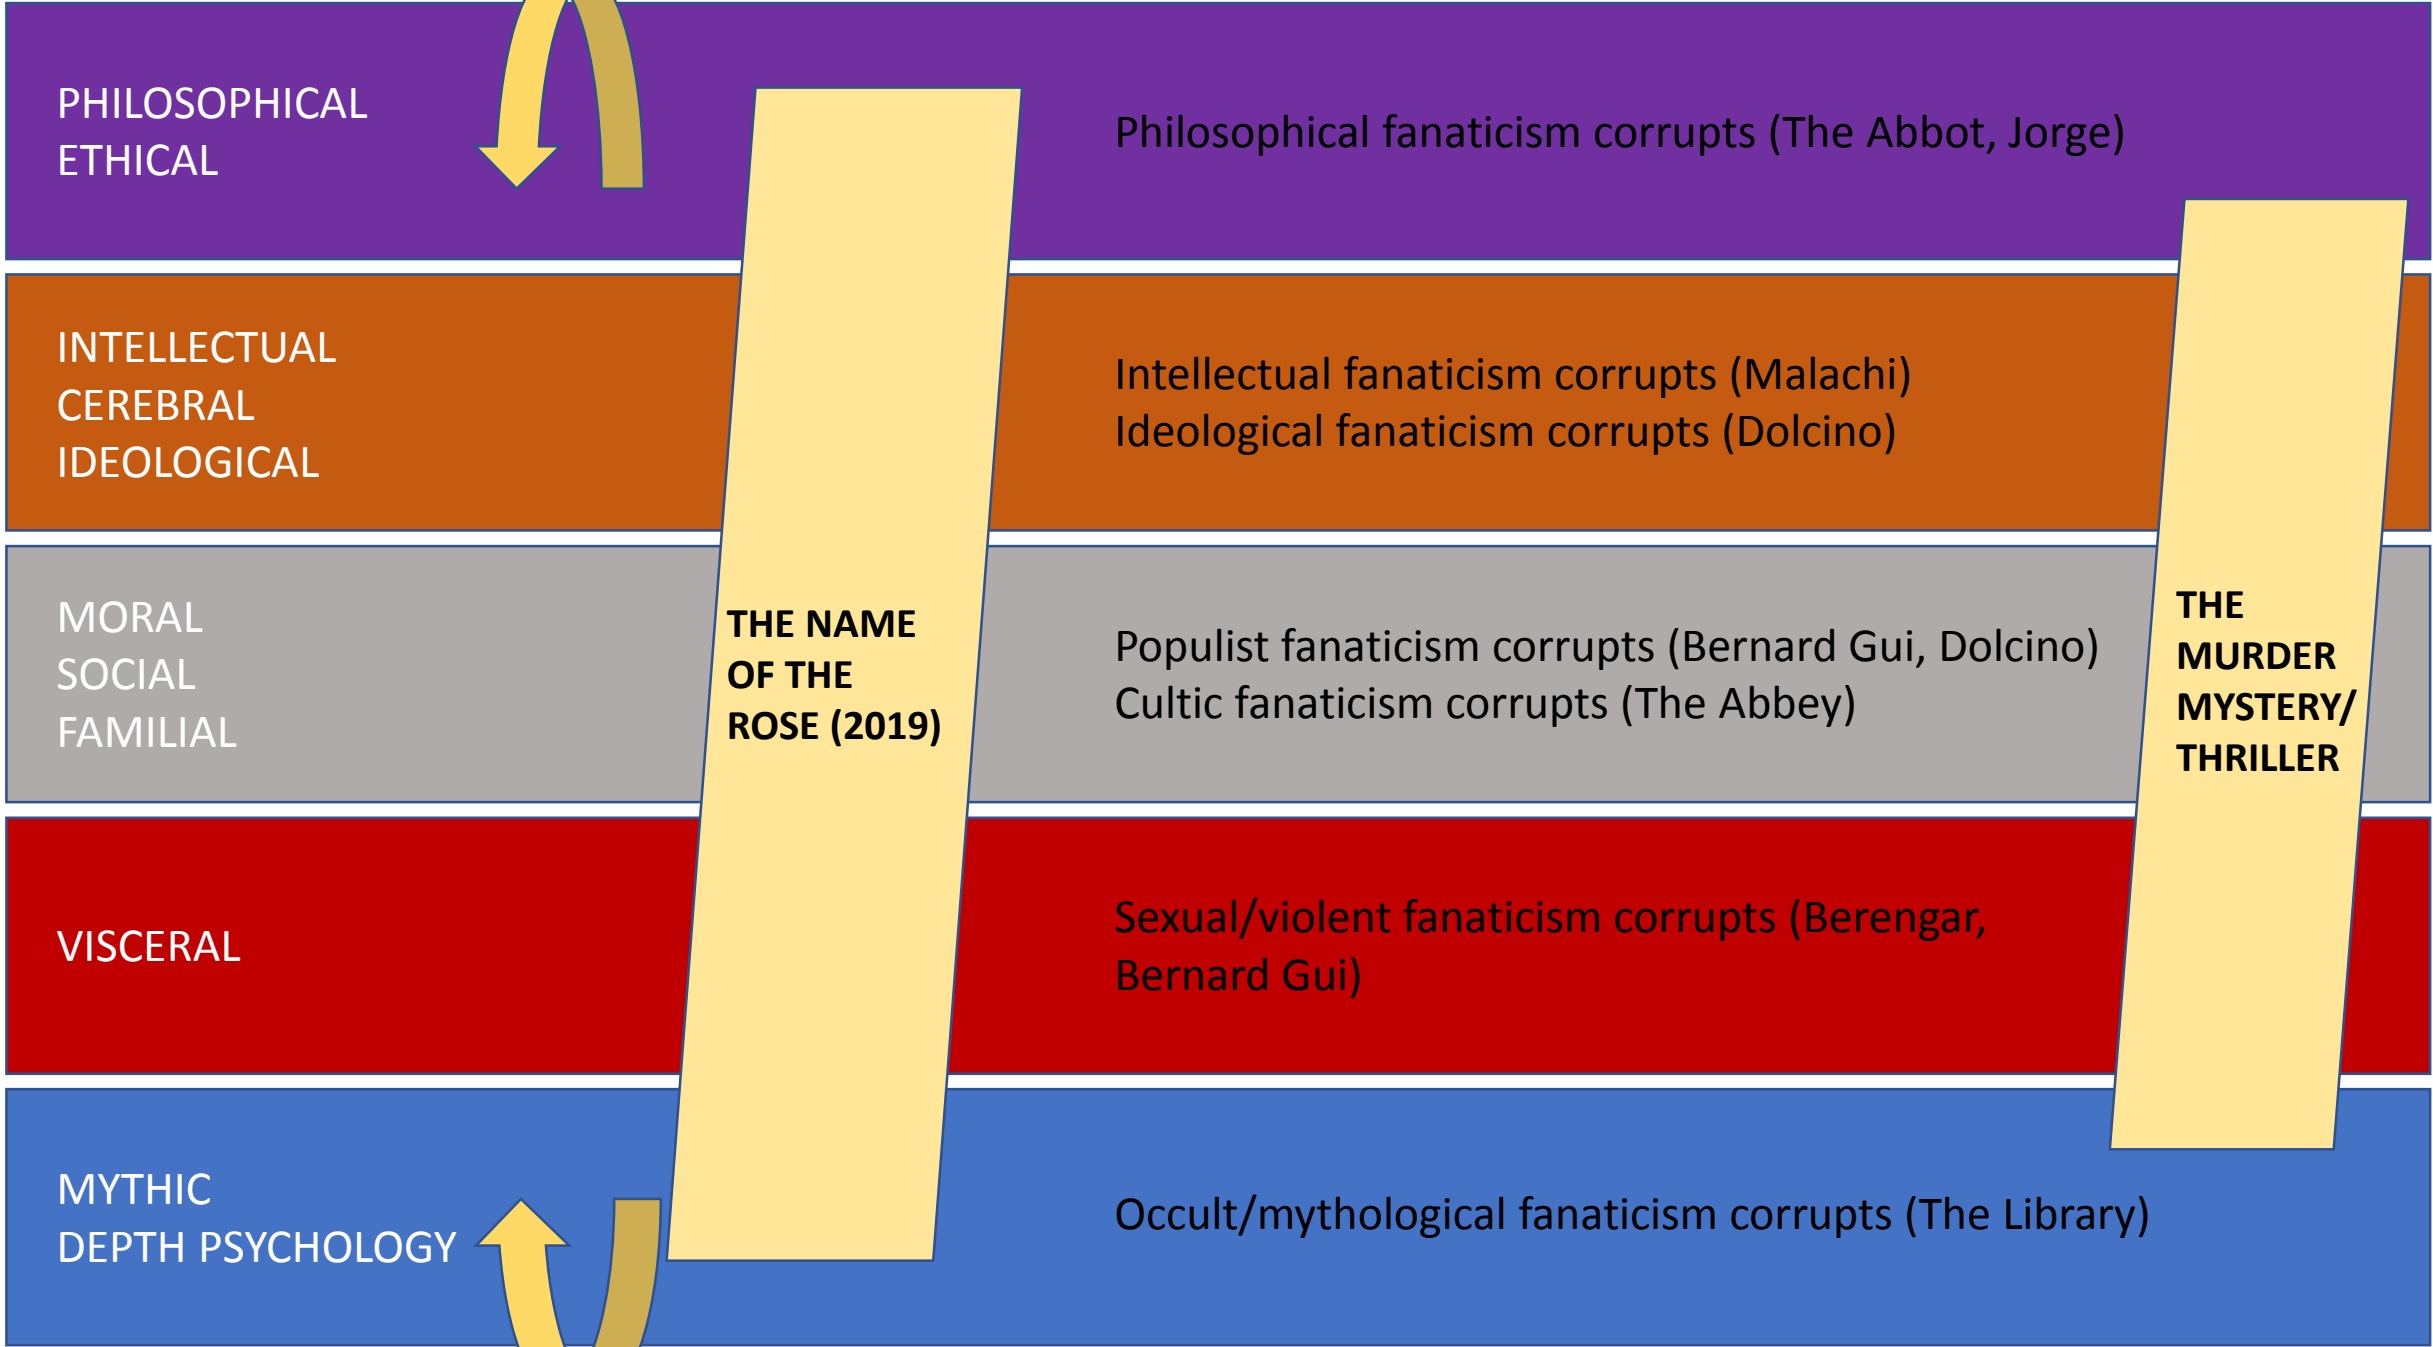 PHILOSOPHICAL
ETHICAL
Philosophical fanaticism corrupts (The Abbot, Jorge)
INTELLECTUAL
CEREBRAL
IDEOLOGICAL
Intellectual fanaticism corrupts (Malachi)
Ideological fanaticism corrupts (Dolcino)
MORAL
SOCIAL
FAMILIAL
THE NAME
OF THE
ROSE (2019)
Populist fanaticism corrupts (Bernard Gui, Dolcino)
Cultic fanaticism corrupts (The Abbey)
THE
MURDER
MYSTERY/
THRILLER
VISCERAL
Sexual/violent fanaticism corrupts (Berengar,
Bernard Gui)
MYTHIC
DEPTH PSYCHOLOGY
Occult/mythological fanaticism corrupts (The Library)